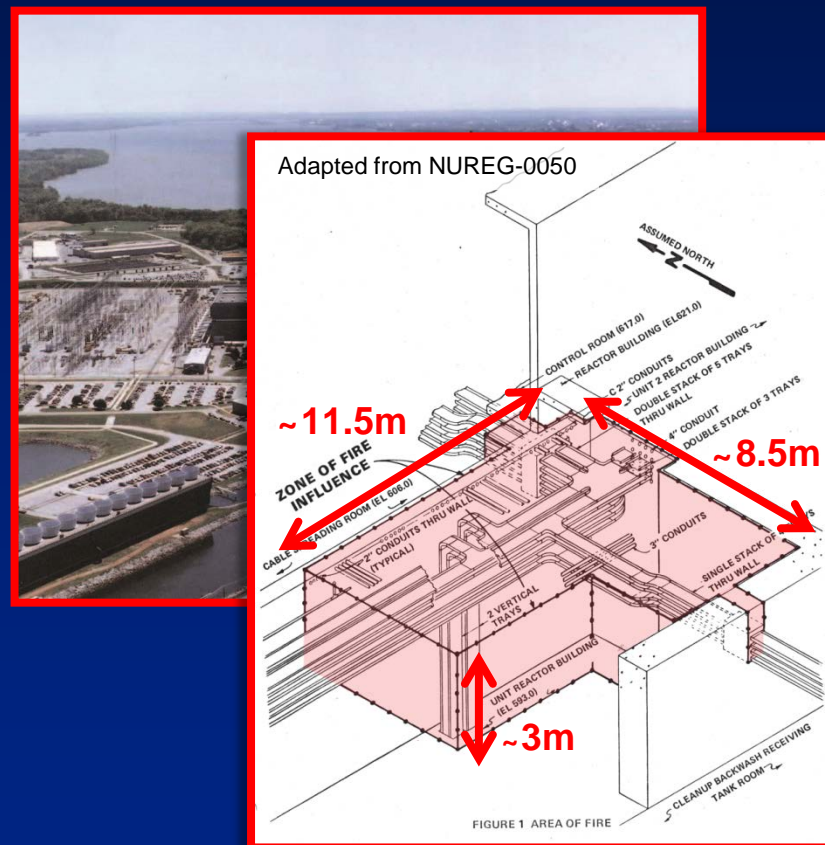 Adapted from NUREG-0050
ASSUMED NORTH
Z
CONTROL ROOM (617.0)
REACTOR BUILDING (EL621.0)
2" CONDUITS
UNIT 2 REACTOR BUILDING
DOUBLE STACK OF 5 TRAYS
THRU WALL
4" CONDUIT
DOUBLE STACK OF 3 TRAYS
~11.5m
~8.5m
ZONE OF FIRE
INFLUENCE
CABLE SPREADING ROOM (EL 606.0)
2" CONDUITS THRU WALL
(TYPICAL)
3" CONDUITS
SINGLE STACK OF TRAYS
THRU WALL
2 VERTICAL
TRAYS
UNIT REACTOR BUILDING
(EL 593.0)
~3m
CLEANUP BACKWASH RECEIVING
TANK ROOM
FIGURE 1 AREA OF FIRE